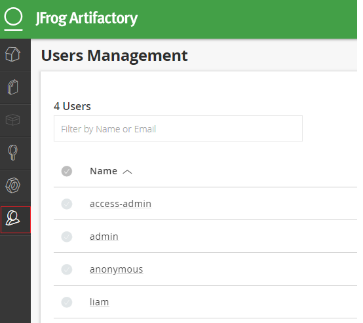 JFrog Artifactory
Users Management
4 Users
Filter by Name or Email
Name
access-admin
admin
anonymous
liam